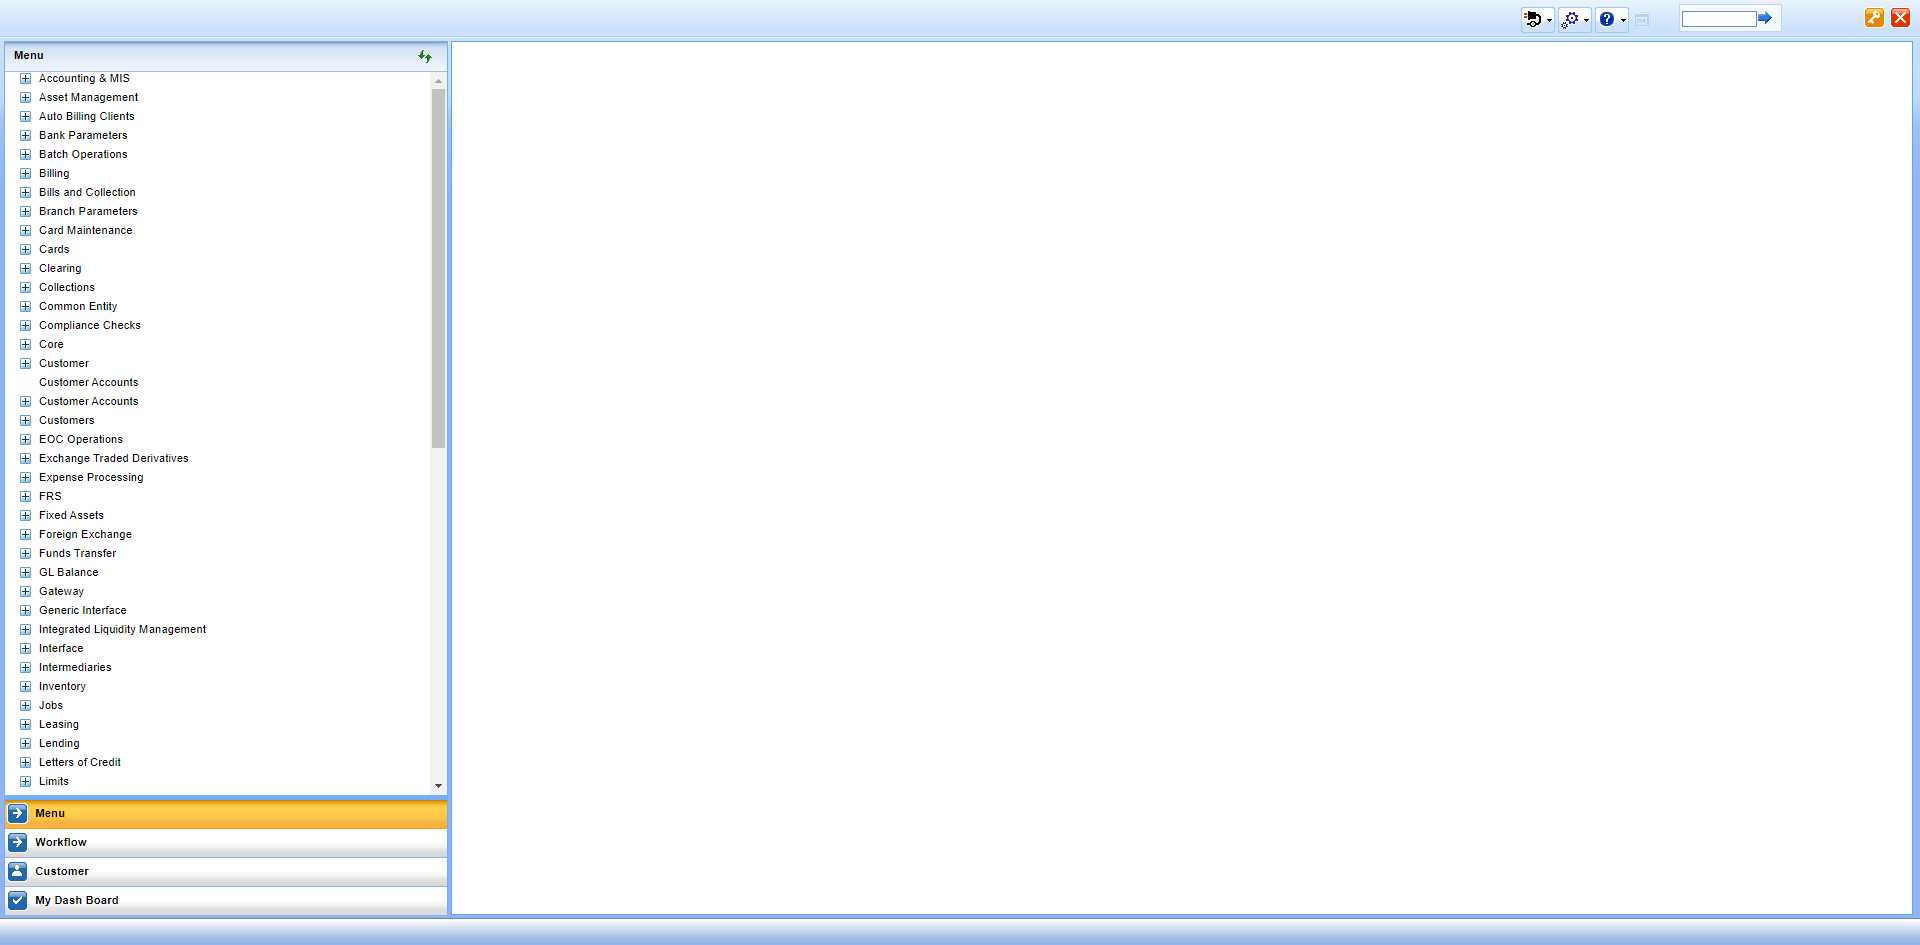 Menu
Accounting & MIS
Asset Management
Auto Billing Clients
Bank Parameters
Batch Operations
Billing
Bills and Collection
Branch Parameters
Card Maintenance
Cards
Clearing
Collections
Common Entity
Compliance Checks
Core
Customer
Customer Accounts
Customer Accounts
Customers
EOC Operations
Exchange Traded Derivatives
Expense Processing
FRS
Fixed Assets
Foreign Exchange
Funds Transfer
GL Balance
Gateway
Generic Interface
Integrated Liquidity Management
Interface
Intermediaries
Inventory
Jobs
Leasing
Lending
Letters of Credit
Limits
Menu
Workflow
Customer
My Dash Board